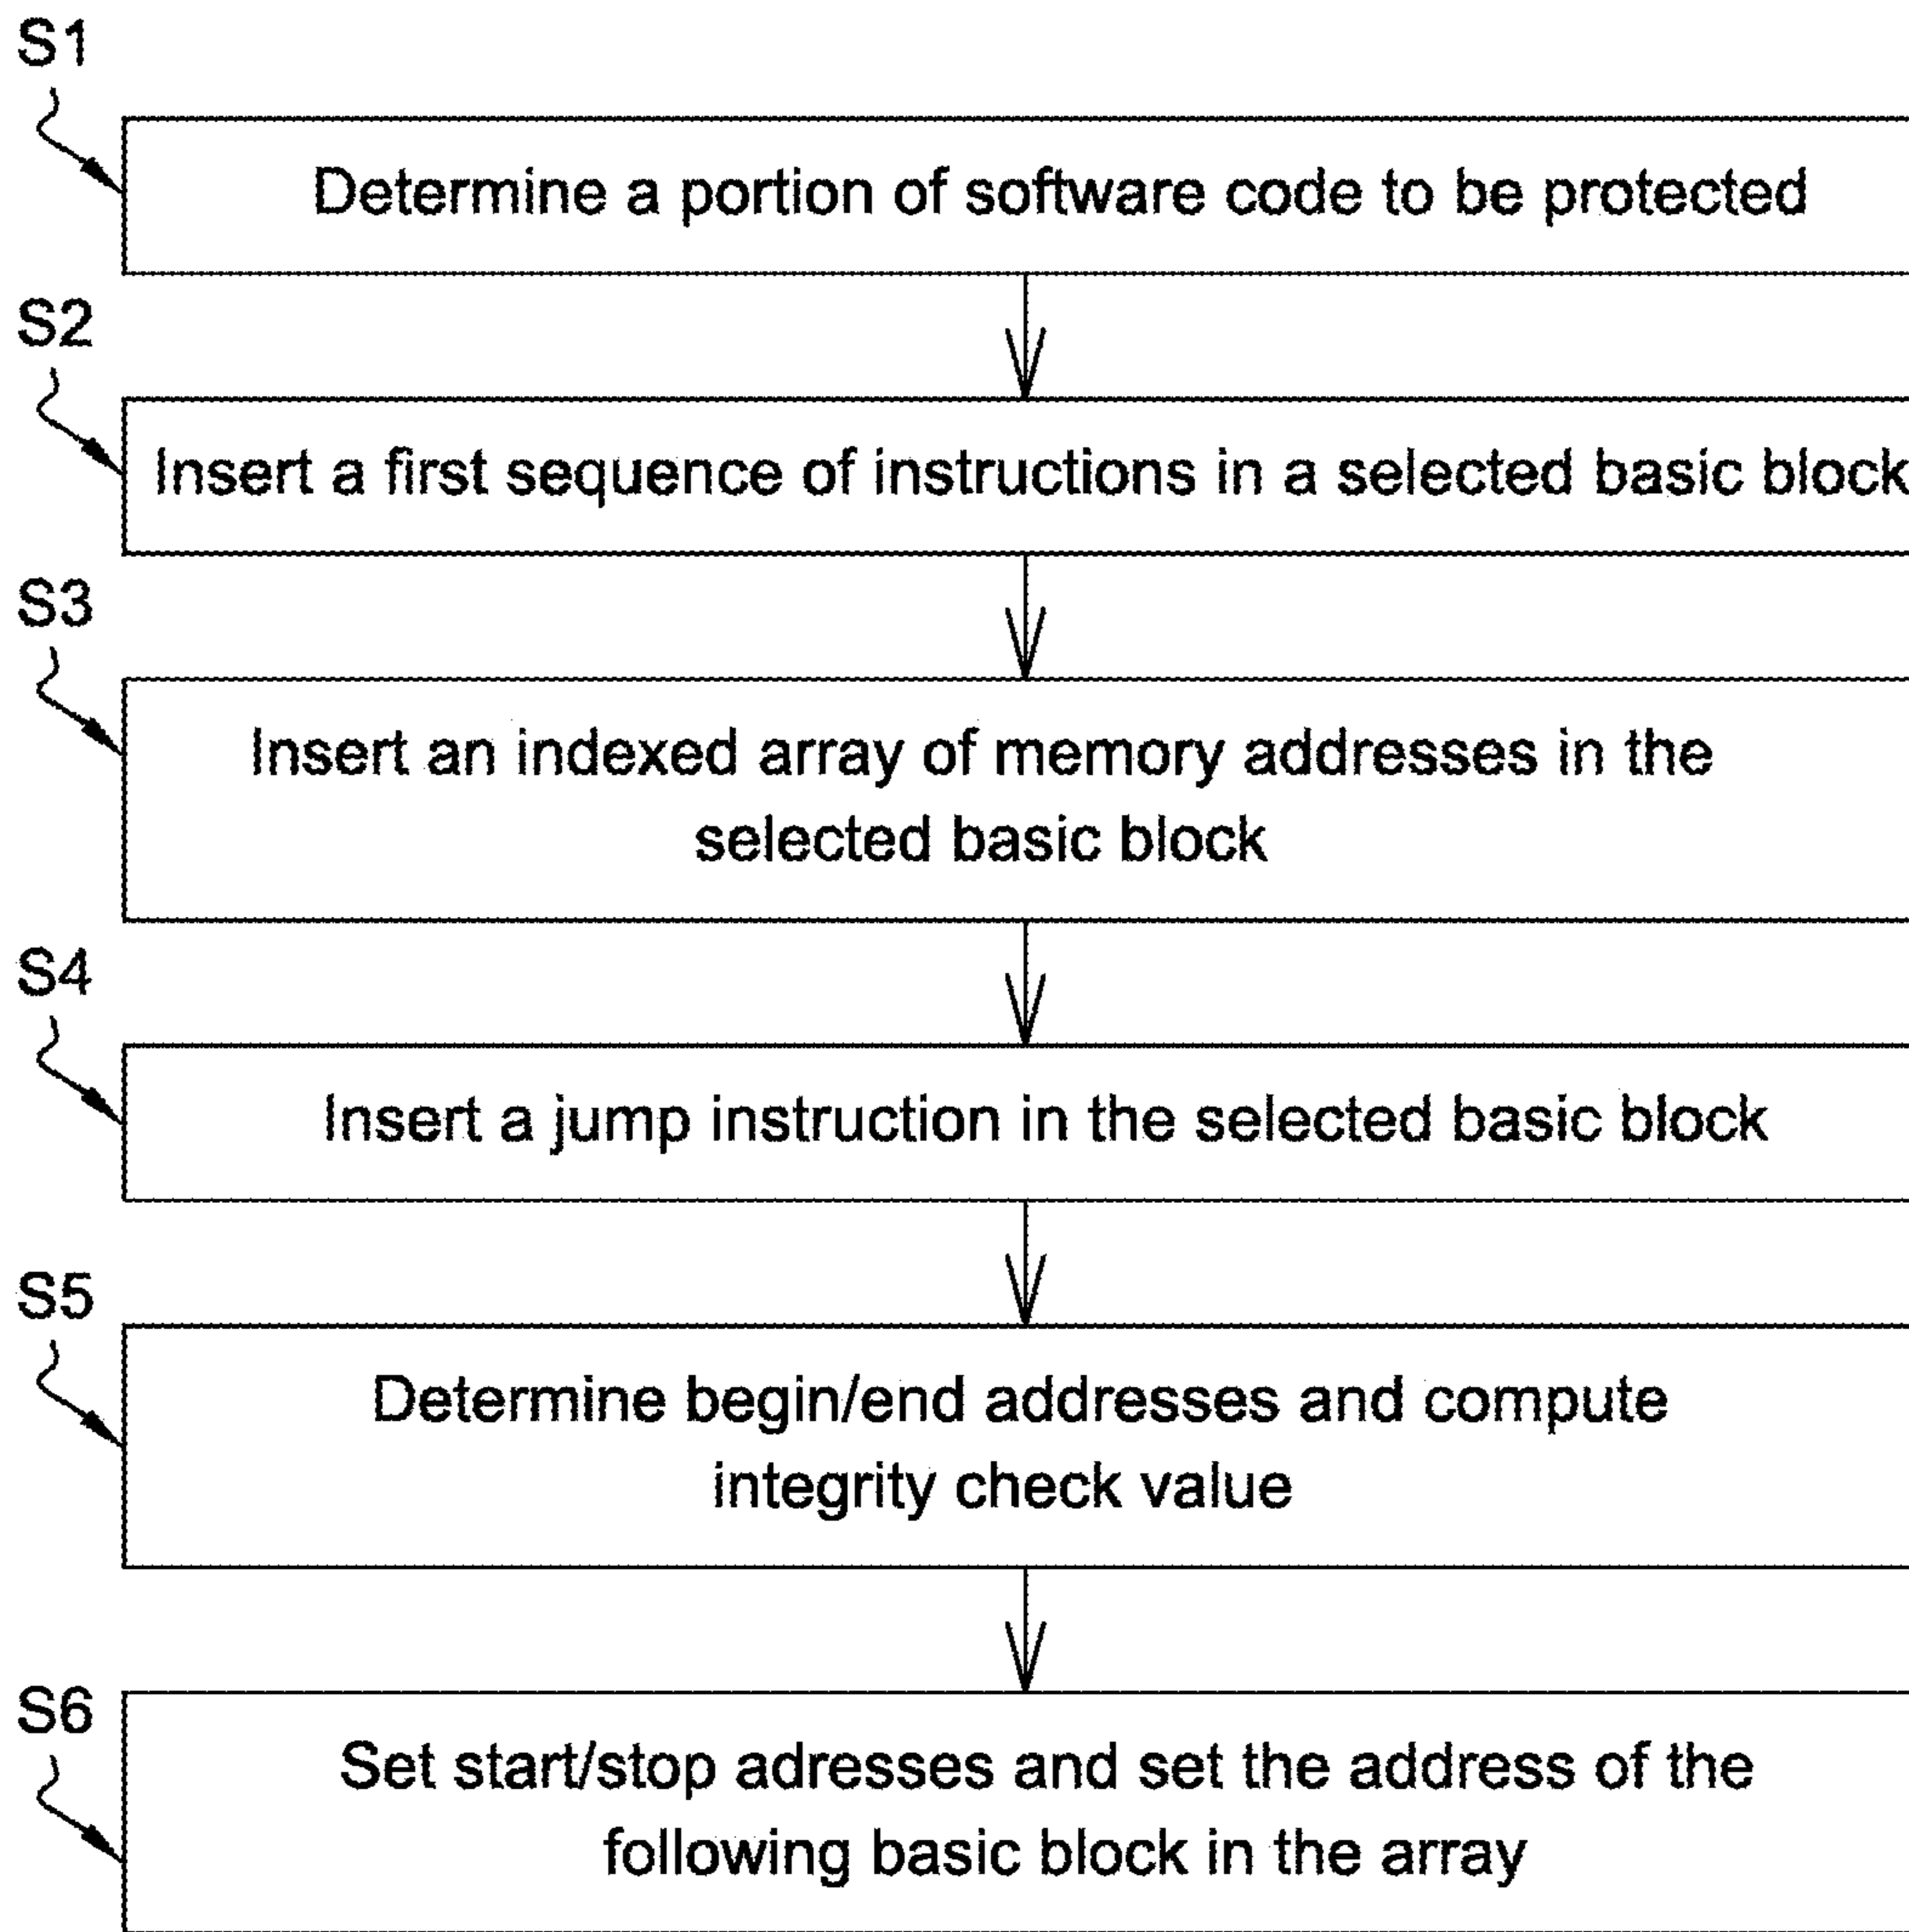 S1
Determine a portion of software code to be protected
S2
Insert a first sequence of instructions in a selected basic block
S3
Insert an indexed array of memory addresses in the
selected basic block
S4
Insert a jump instruction in the selected basic block
S5
Determine begin/end addresses and compute
integrity check value
S6
Set start/stop adresses and set the address of the
following basic block in the array